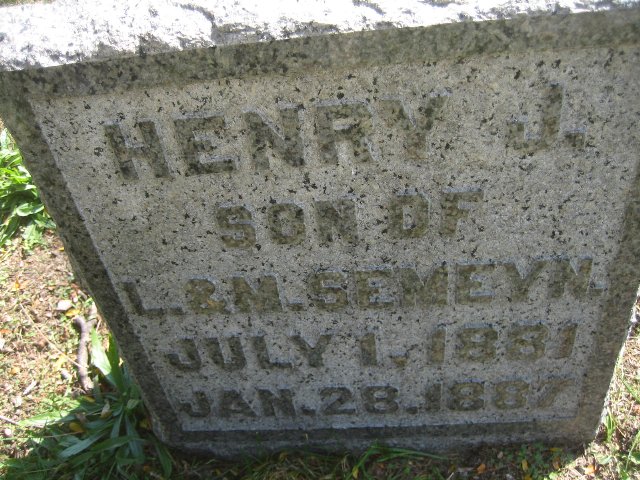 HENRY J.
SON OF
L. & M. SEMEYN.
JULY 1, 1881
JAN. 28. 1887